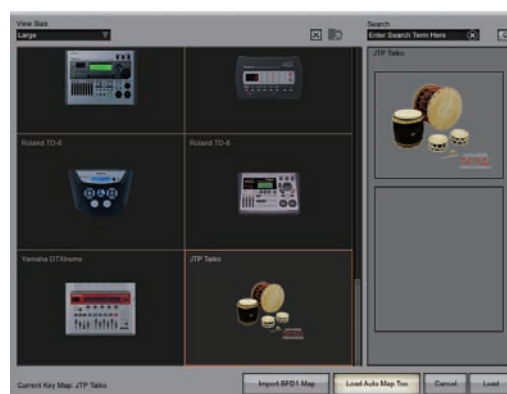 View Size
Large
Search
Enter Search Term Here
JTP Taiko
Roland TD-6
Roland TD-8
Yamaha DTXtreme
JTP Taiko
Current Key Map: JTP Taiko
Import BFD1 Map
Load Auto Map Too
Cancel
Load